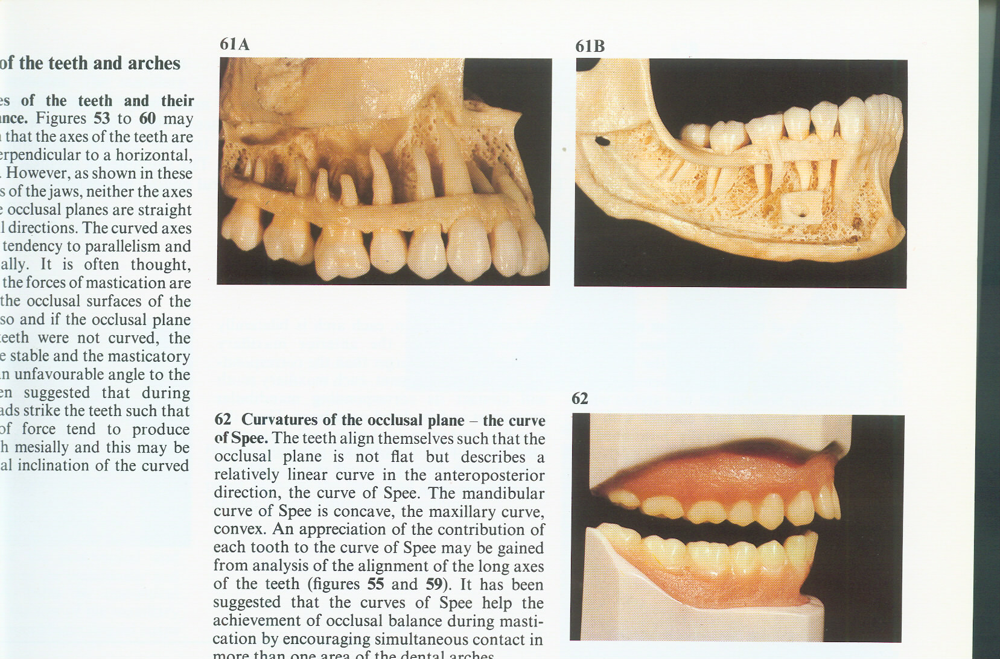 of the teeth and arches
es of the teeth and their
ance. Figures 53 to 60 may
that the axes of the teeth are
erpendicular to a horizontal,
. However, as shown in these
s of the jaws, neither the axes
e occlusal planes are straight
l directions. The curved axes
tendency to parallelism and
ally. It is often thought,
the forces of mastication are
the occlusal surfaces of the
so and if the occlusal plane
teeth were not curved, the
e stable and the masticatory
n unfavourable angle to the
en suggested that during
ads strike the teeth such that
of force tend to produce
h mesially and this may be
al inclination of the curved
61A
61B
62 Curvatures of the occlusal plane – the curve
of Spee. The teeth align themselves such that the
occlusal plane is not flat but describes a
relatively linear curve in the anteroposterior
direction, the curve of Spee. The mandibular
curve of Spee is concave, the maxillary curve,
convex. An appreciation of the contribution of
each tooth to the curve of Spee may be gained
from analysis of the alignment of the long axes
of the teeth (figures 55 and 59). It has been
suggested that the curves of Spee help the
achievement of occlusal balance during masti-
cation by encouraging simultaneous contact in
more than one area of the dental arches.
62